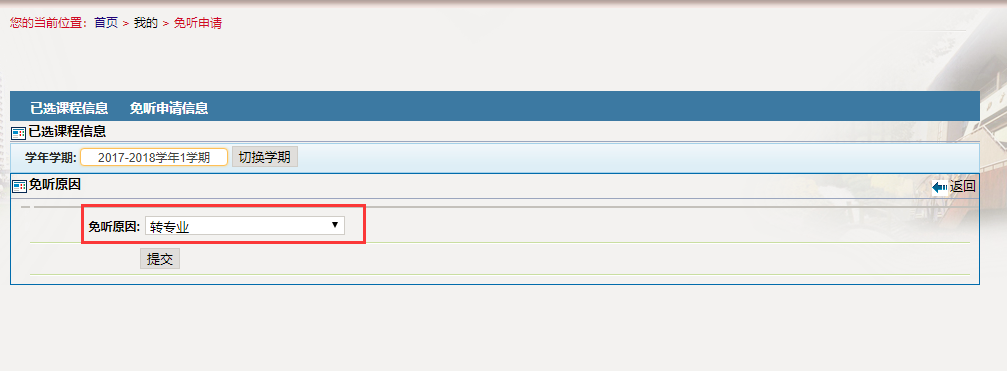 您的当前位置：首页 > 我的 > 免听申请
已选课程信息 免听申请信息
已选课程信息
学年学期: 2017-2018学年1学期 切换学期
免听原因 返回
免听原因: 转专业
提交